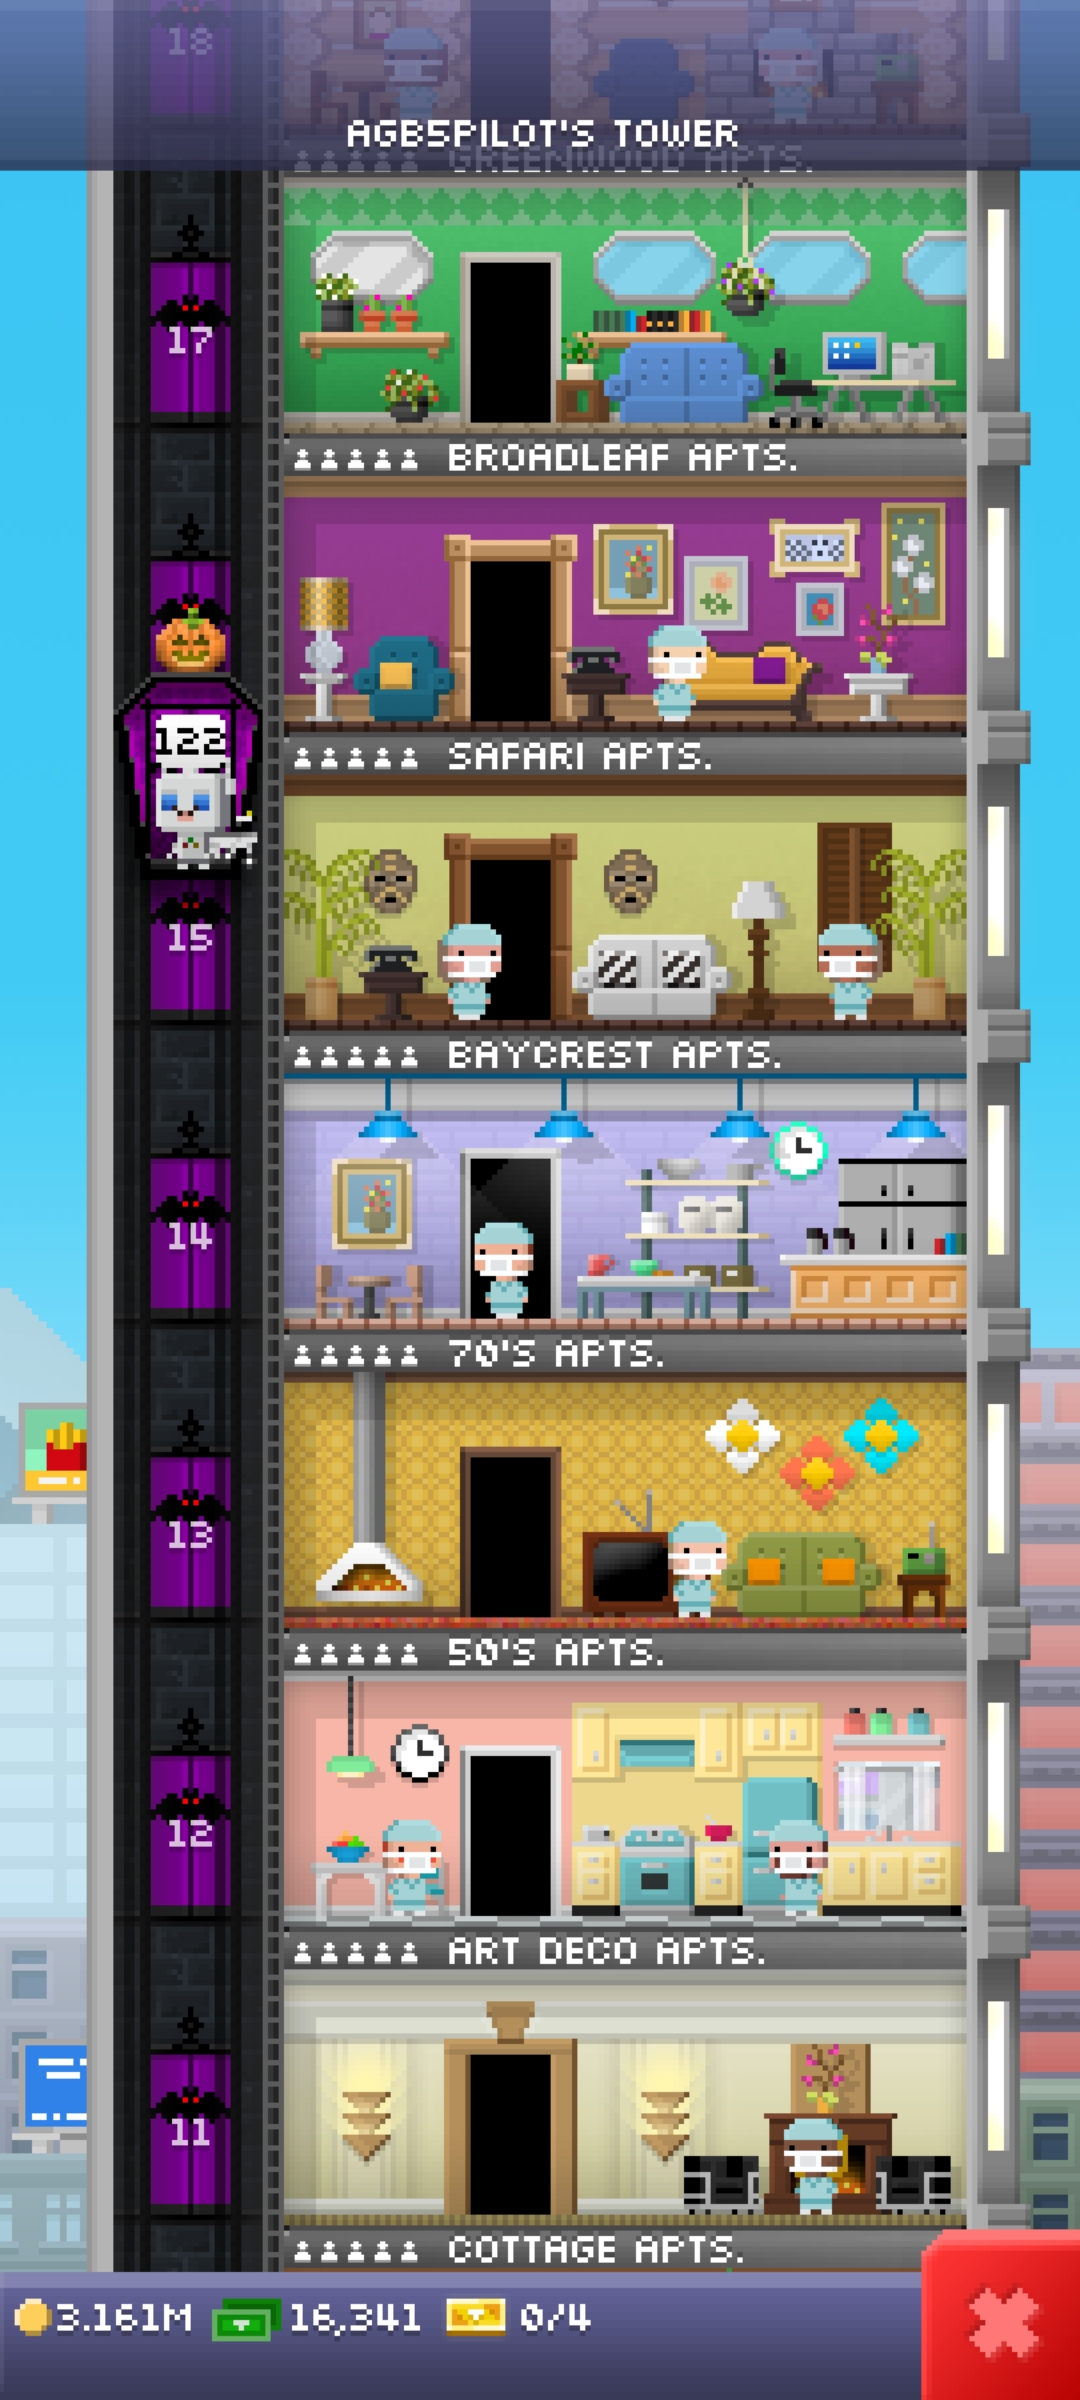 18
AGB5PILOT'S TOWER
GREENWOOD APTS.
17
BROADLEAF APTS.
122
SAFARI APTS.
15
BAYCREST APTS.
14
70'S APTS.
13
50'S APTS.
12
ART DECO APTS.
11
COTTAGE APTS.
3.161M 16,341 0/4